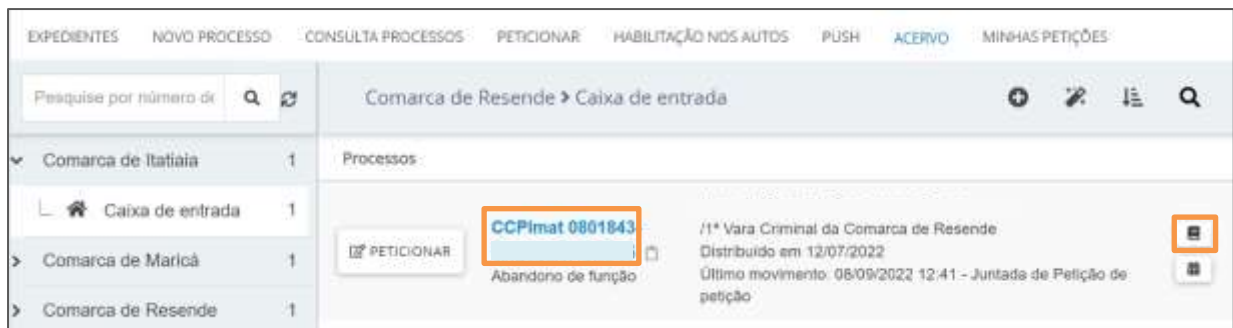 EXPEDIENTES NOVO PROCESSO CONSULTA PROCESSOS PETICIONAR HABILITAÇÃO NOS AUTOS PUSH ACERVO MINHAS PETIÇÕES
Pesquise por número de
Comarca de Resende > Caixa de entrada
Comarca de Itatiaia 1
Caixa de entrada 1
Comarca de Maricá 1
Comarca de Resende 1
Processos
PETICIONAR
CCPImat 0801843-
Abandono de função
/1ª Vara Criminal da Comarca de Resende
Distribuído em 12/07/2022
Último movimento: 08/09/2022 12:41 - Juntada de Petição de
petição